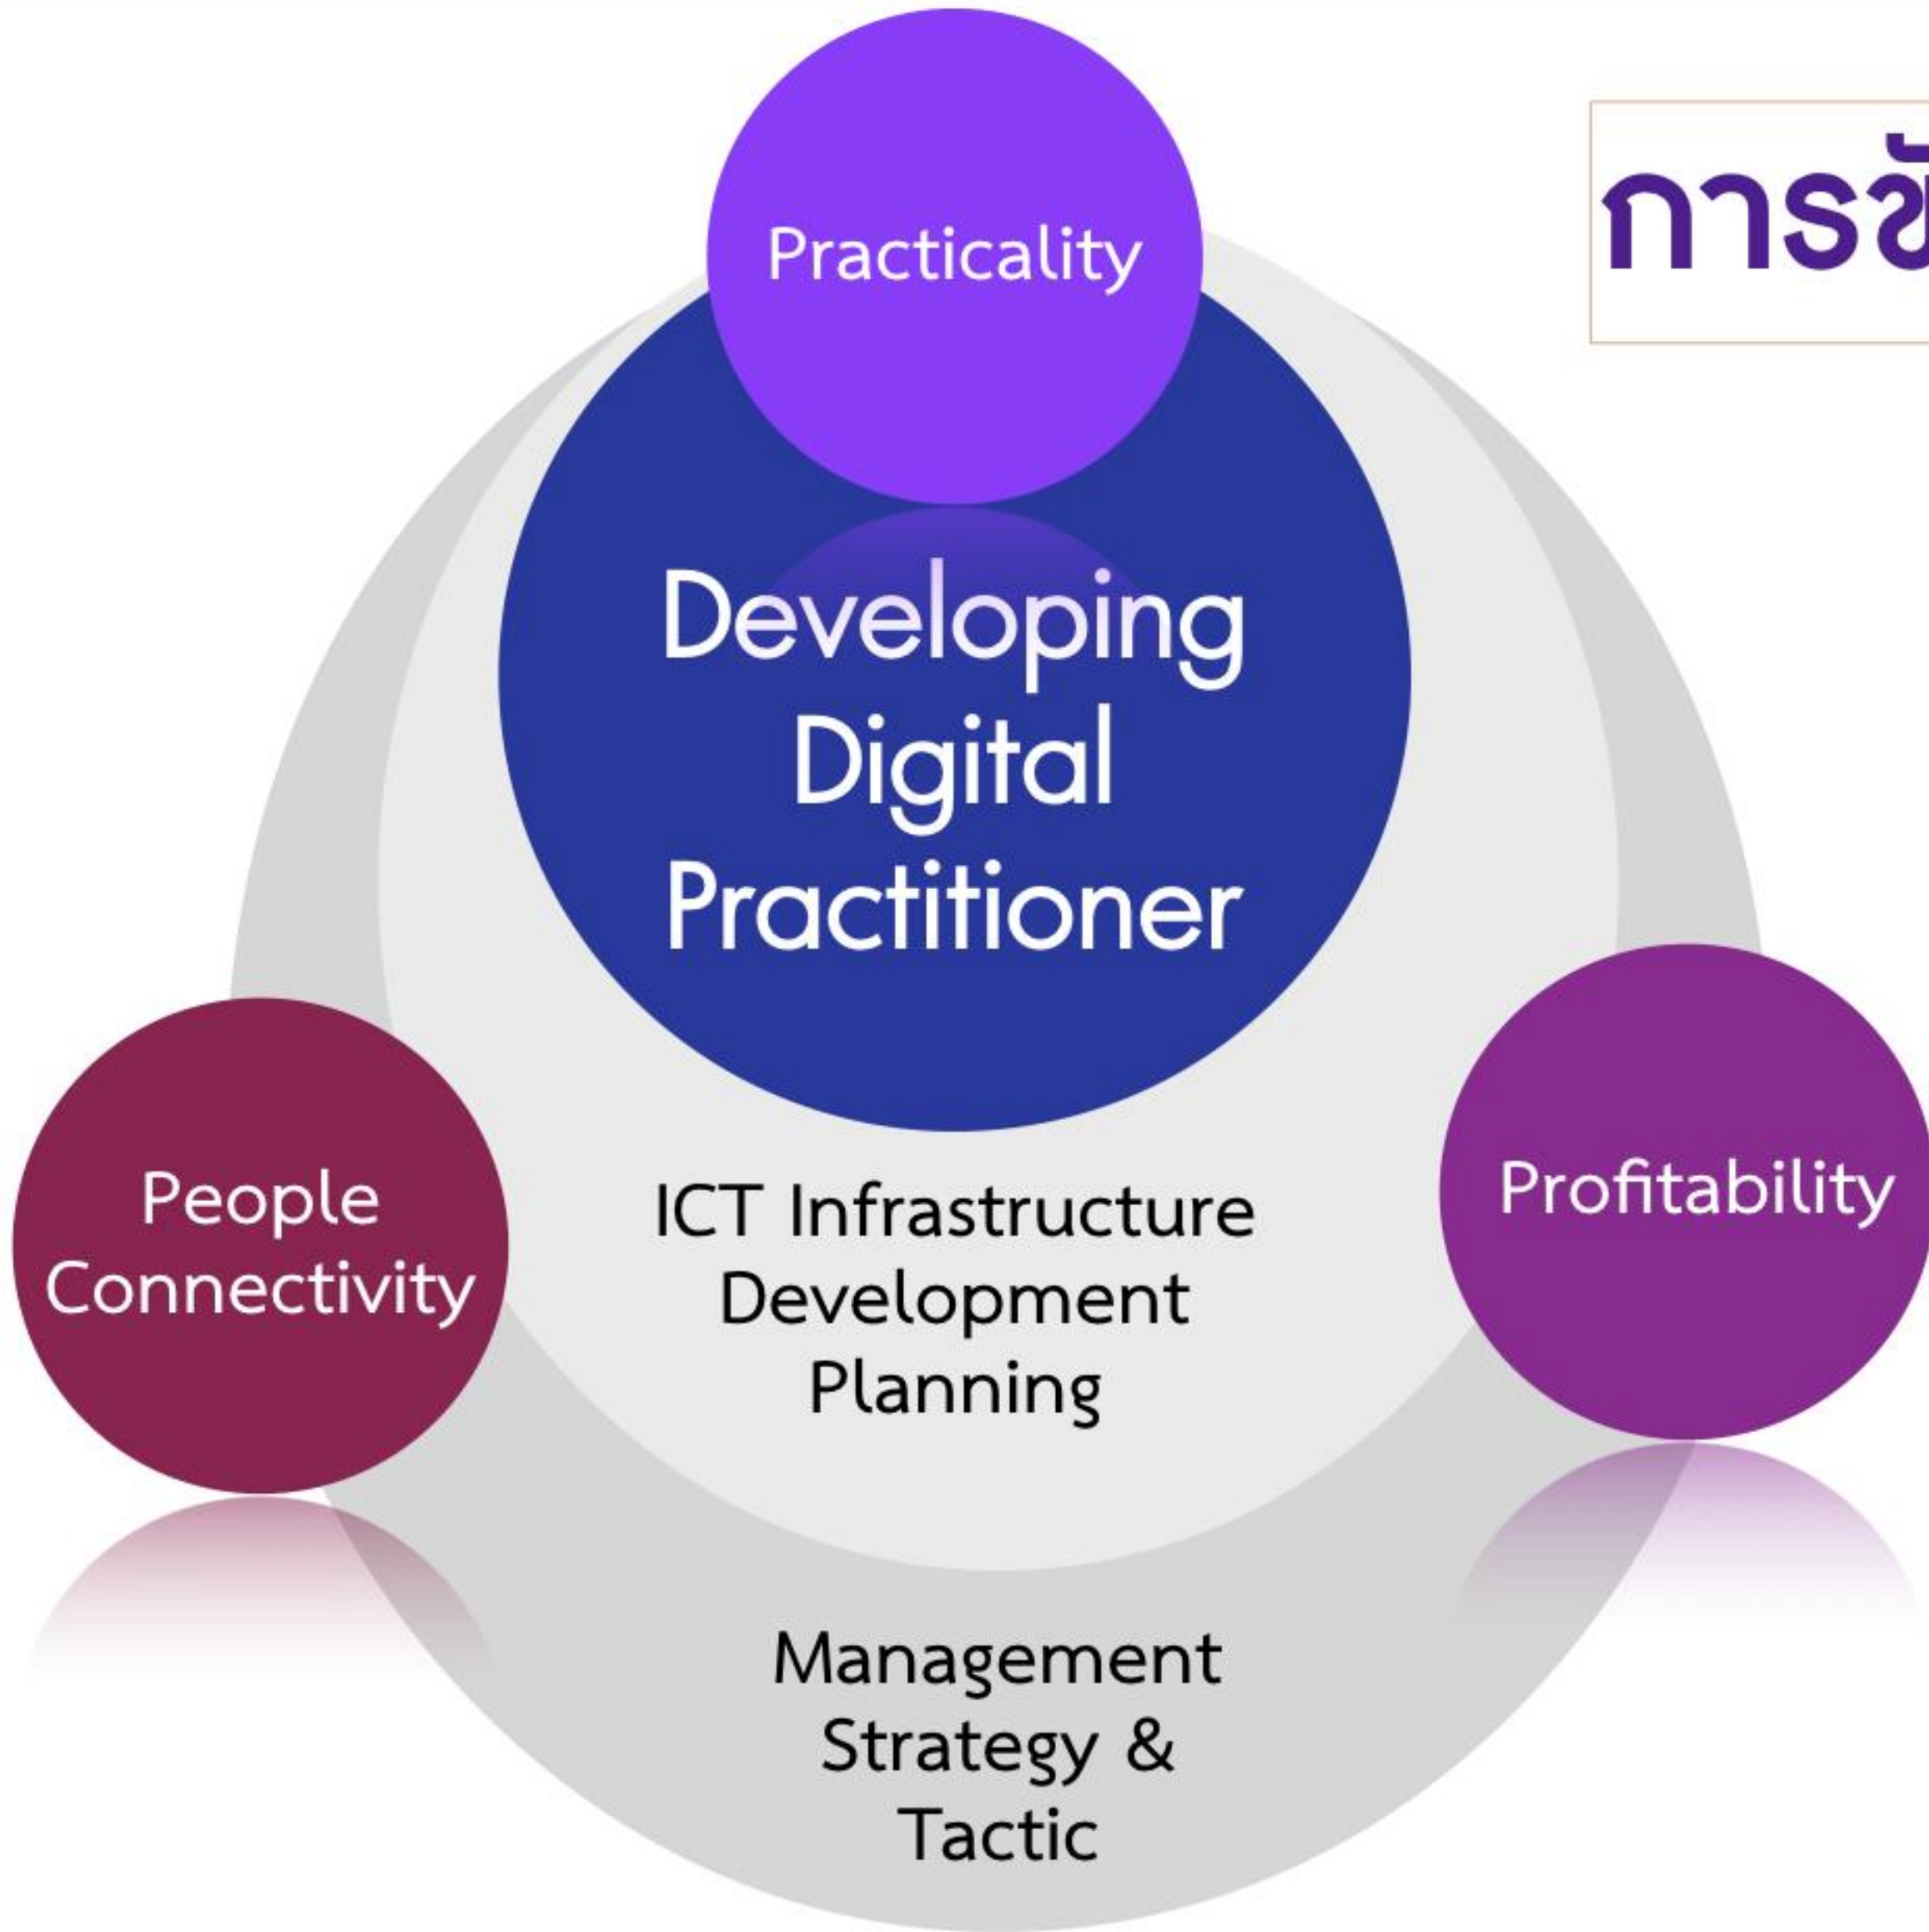 Practicality
Developing
Digital
Practitioner
People
Connectivity
Profitability
ICT Infrastructure
Development
Planning
Management
Strategy &
Tactic